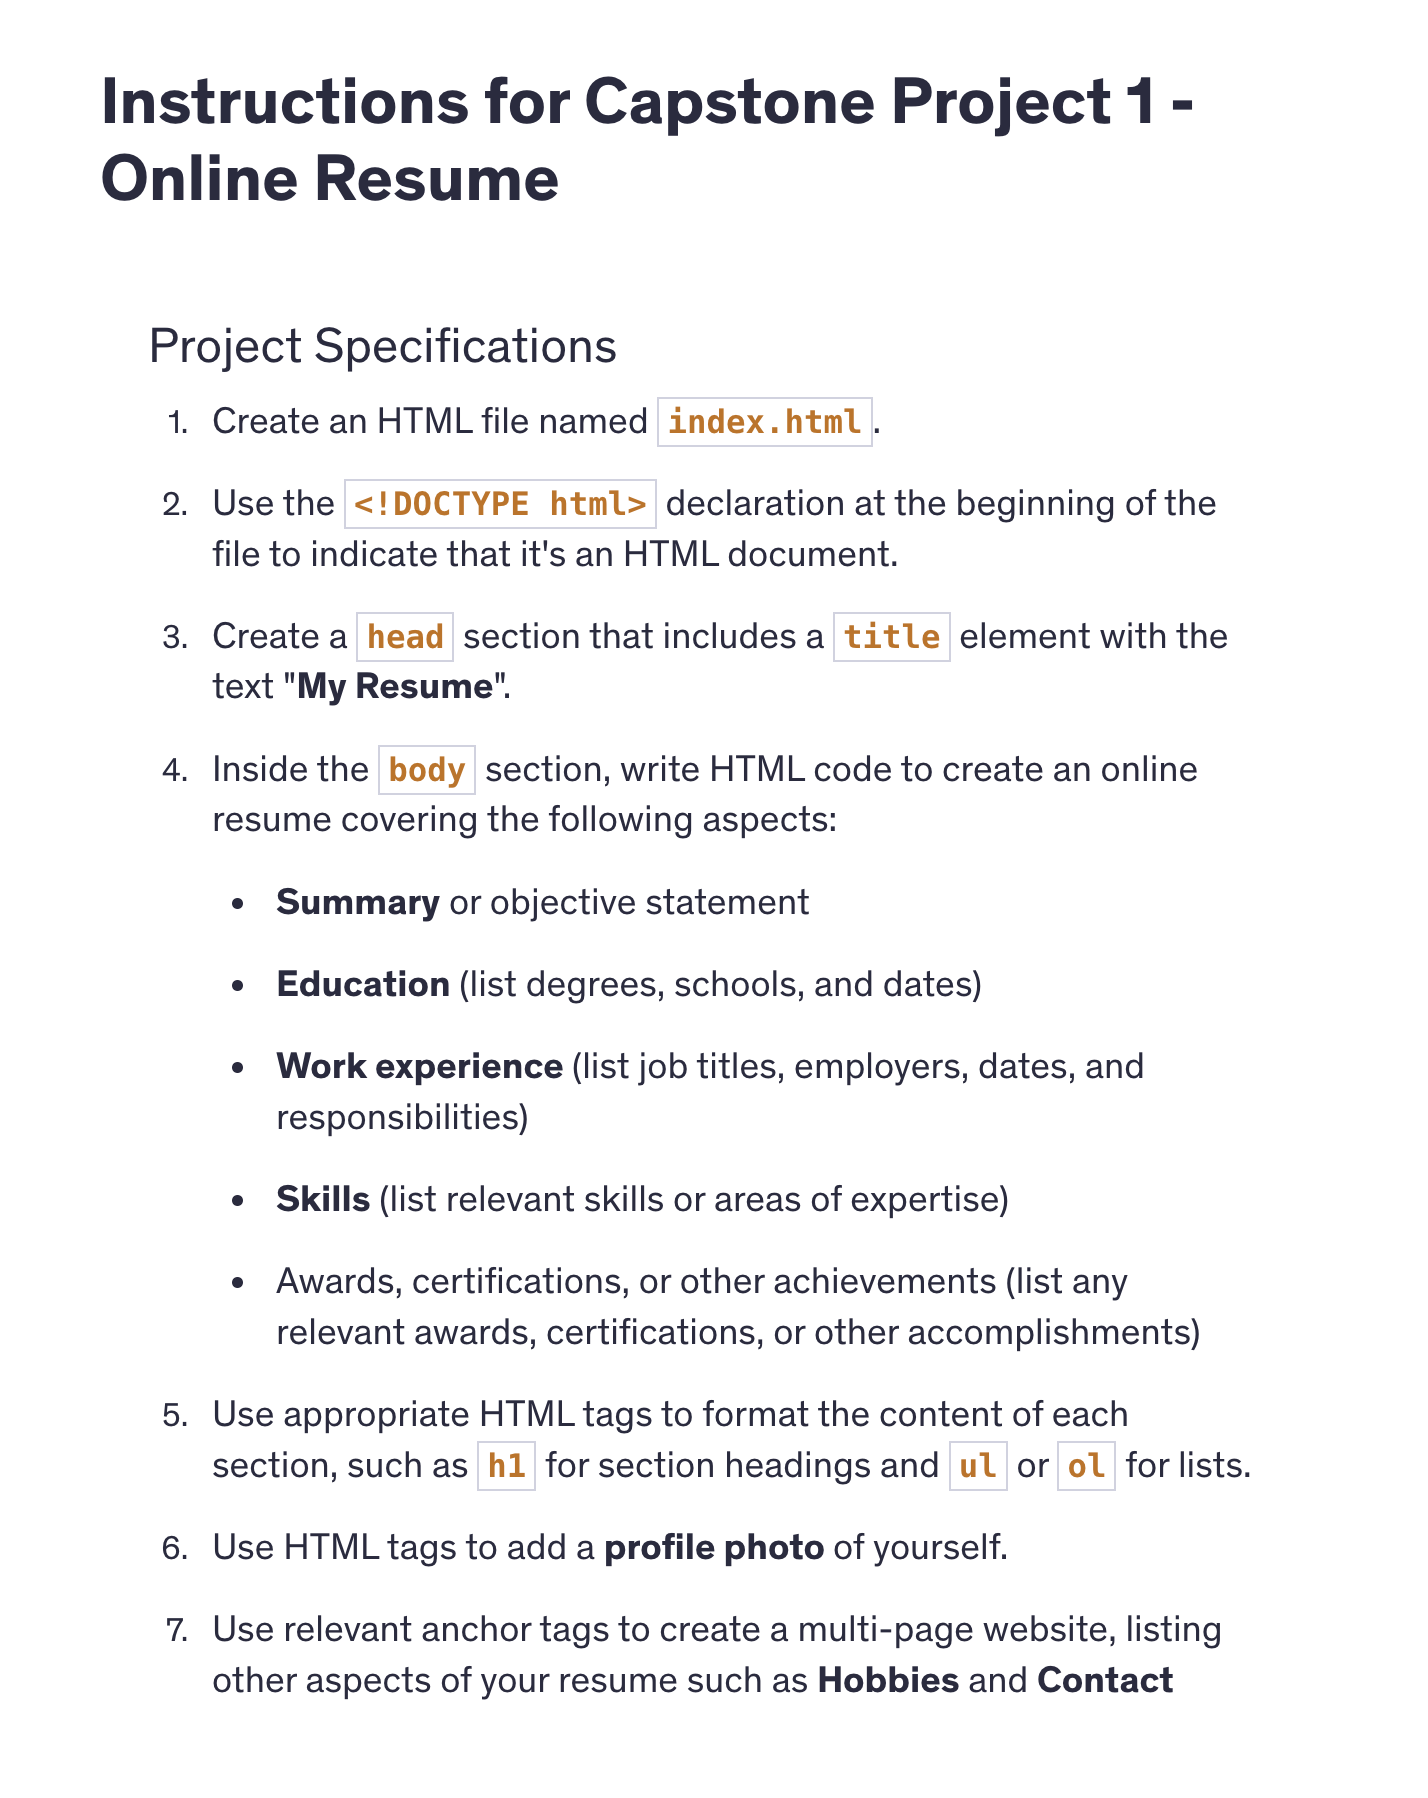 Instructions for Capstone Project 1 -
Online Resume
Project Specifications
1. Create an HTML file named index.html.
2. Use the <!DOCTYPE html> declaration at the beginning of the
file to indicate that it's an HTML document.
3. Create a head section that includes a title element with the
text "My Resume".
4. Inside the body section, write HTML code to create an online
resume covering the following aspects:
• Summary or objective statement
• Education (list degrees, schools, and dates)
• Work experience (list job titles, employers, dates, and
responsibilities)
• Skills (list relevant skills or areas of expertise)
• Awards, certifications, or other achievements (list any
relevant awards, certifications, or other accomplishments)
5. Use appropriate HTML tags to format the content of each
section, such as h1 for section headings and ul or ol for lists.
6. Use HTML tags to add a profile photo of yourself.
7. Use relevant anchor tags to create a multi-page website, listing
other aspects of your resume such as Hobbies and Contact